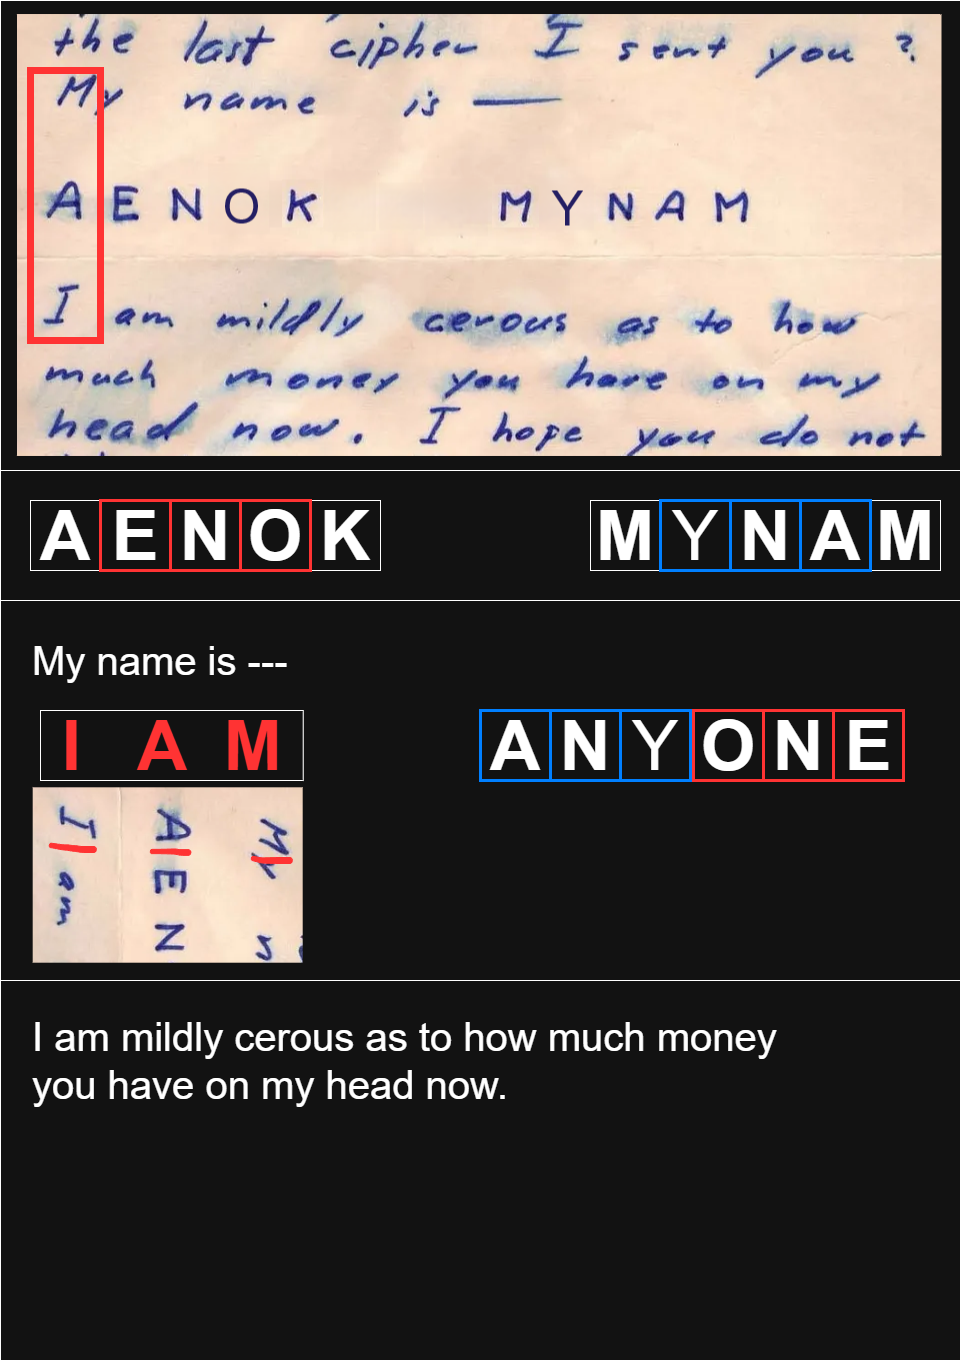 the last cipher I sent you ?
My name is —
A E N O K M Y N A M
I am mildly cerous as to how
much money you have on my
head now. I hope you do not
AENOK MYNAM
My name is ---
I A M ANYONE
I A My
am E
N n
I am mildly cerous as to how much money
you have on my head now.